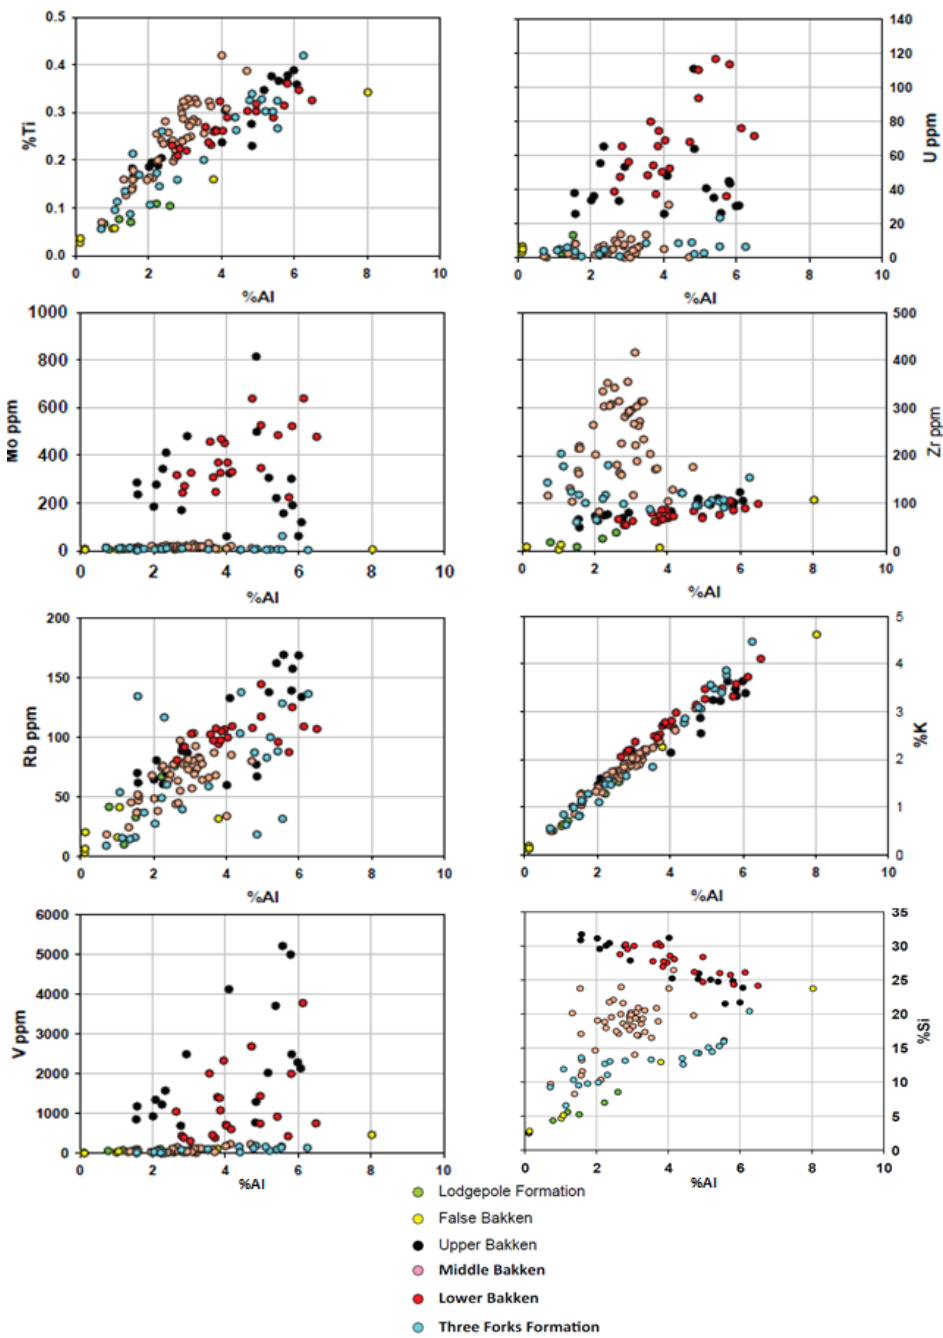 0.5
0.4
0.3
0.2
0.1
0.0
%Ti
0 2 4 6 8 10
%Al
140
120
100
80
60
40
20
0
U ppm
0 2 4 6 8 10
%Al
1000
800
600
400
200
0
Mo ppm
0 2 4 6 8 10
%Al
500
400
300
200
100
0
Zr ppm
0 2 4 6 8 10
%Al
200
150
100
50
0
Rb ppm
0 2 4 6 8 10
%Al
5
4
3
2
1
0
%K
0 2 4 6 8 10
%Al
6000
5000
4000
3000
2000
1000
0
V ppm
0 2 4 6 8 10
%Al
35
30
25
20
15
10
5
0
%Si
0 2 4 6 8 10
%Al
Lodgepole Formation
False Bakken
Upper Bakken
Middle Bakken
Lower Bakken
Three Forks Formation